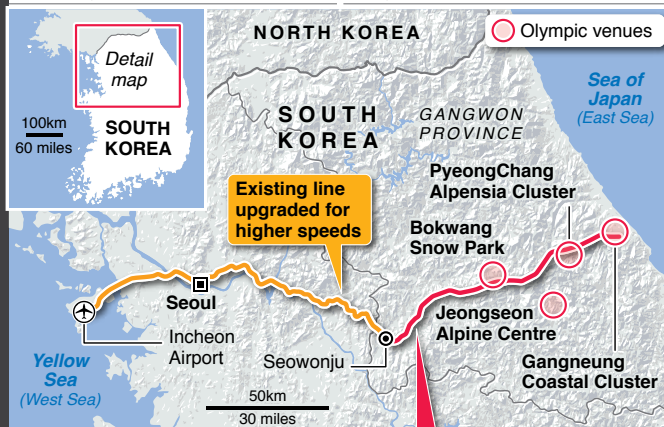 Detail
map
100km
60 miles
SOUTH
KOREA
NORTH KOREA
Olympic venues
Sea of
Japan
(East Sea)
SOUTH
KOREA
GANGWON
PROVINCE
PyeongChang
Alpensia Cluster
Existing line
upgraded for
higher speeds
Bokwang
Snow Park
Seoul
Jeongseon
Alpine Centre
Incheon
Airport
Seowonju
Gangneung
Coastal Cluster
Yellow
Sea
(West Sea)
50km
30 miles